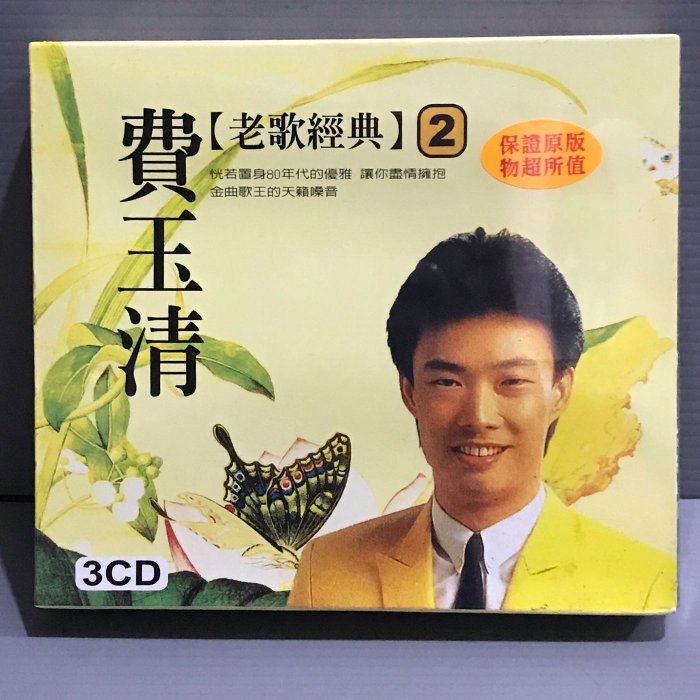 費玉清
【老歌經典】2
恍若置身80年代的優雅 讓你盡情擁抱
金曲歌王的天籟嗓音
保證原版
物超所值
3CD